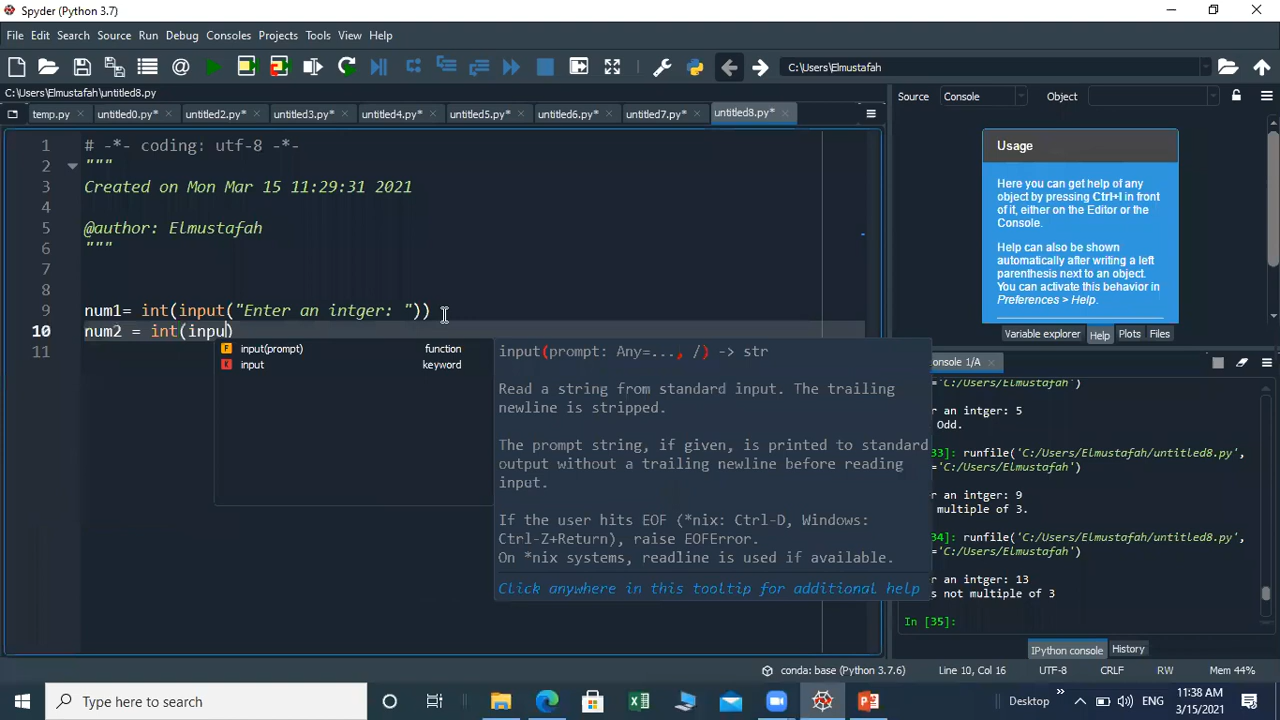 Spyder (Python 3.7)
File Edit Search Source Run Debug Consoles Projects Tools View Help
C:\Users\Elmustafah
C:\Users\Elmustafah\untitled8.py
temp.py untitled0.py* untitled2.py* untitled3.py* untitled4.py* untitled5.py* untitled6.py* untitled7.py* untitled8.py*
1 # -*- coding: utf-8 -*-
2 """
3 Created on Mon Mar 15 11:29:31 2021
4
5 @author: Elmustafah
6 """
7
8
9 num1= int(input("Enter an intger: "))
10 num2 = int(inpu)
11
input(prompt) function
input keyword
input(prompt: Any=..., /) -> str
Read a string from standard input. The trailing
newline is stripped.
The prompt string, if given, is printed to standard
output without a trailing newline before reading
input.
If the user hits EOF (*nix: Ctrl-D, Windows:
Ctrl-Z+Return), raise EOFError.
On *nix systems, readline is used if available.
Click anywhere in this tooltip for additional help
Source Console Object
Usage
Here you can get help of any
object by pressing Ctrl+I in front
of it, either on the Editor or the
Console.
Help can also be shown
automatically after writing a left
parenthesis next to an object.
You can activate this behavior in
Preferences > Help.
Variable explorer Help Plots Files
onsole 1/A
='C:/Users/Elmustafah')
r an intger: 5
Odd.
33]: runfile('C:/Users/Elmustafah/untitled8.py',
='C:/Users/Elmustafah')
r an intger: 9
multiple of 3.
34]: runfile('C:/Users/Elmustafah/untitled8.py',
='C:/Users/Elmustafah')
r an intger: 13
s not multiple of 3
In [35]:
IPython console History
conda: base (Python 3.7.6) Line 10, Col 16 UTF-8 CRLF RW Mem 44%
Type here to search
Desktop
ENG
11:38 AM
3/15/2021